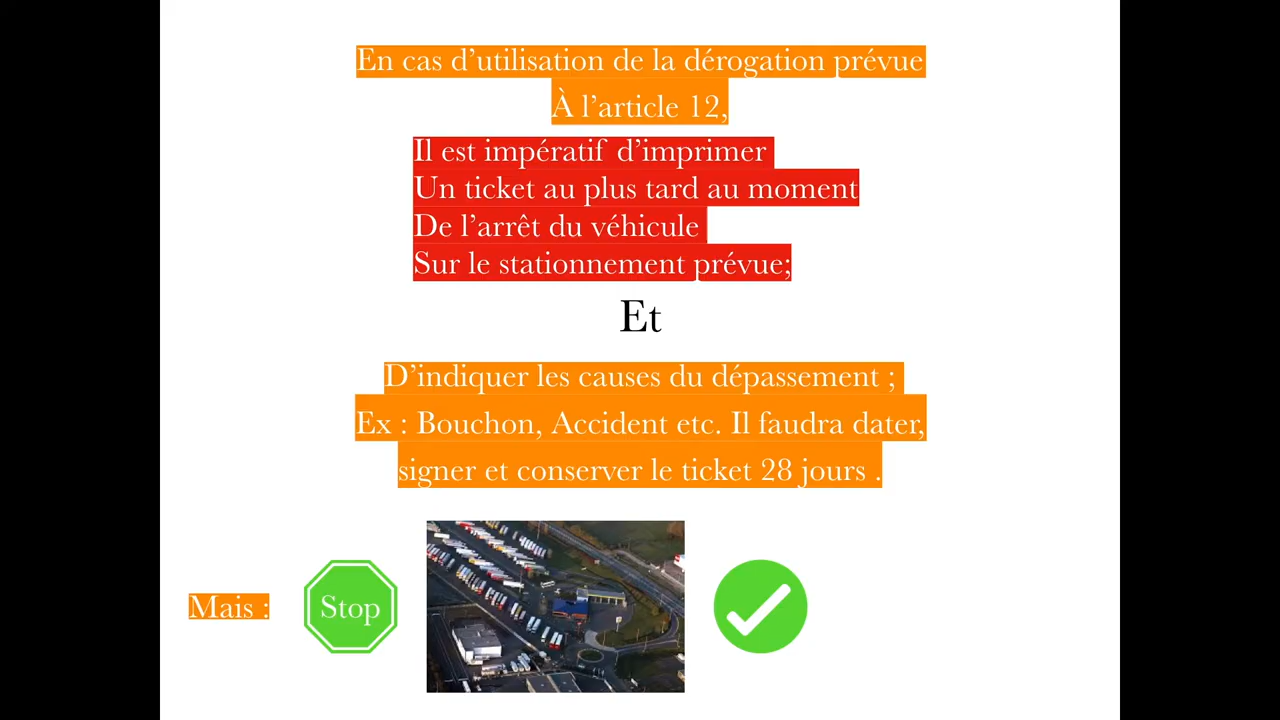 En cas d’utilisation de la dérogation prévue
À l’article 12,
Il est impératif d’imprimer
Un ticket au plus tard au moment
De l’arrêt du véhicule
Sur le stationnement prévue;
Et
D’indiquer les causes du dépassement ;
Ex : Bouchon, Accident etc. Il faudra dater,
signer et conserver le ticket 28 jours .
Mais :
Stop